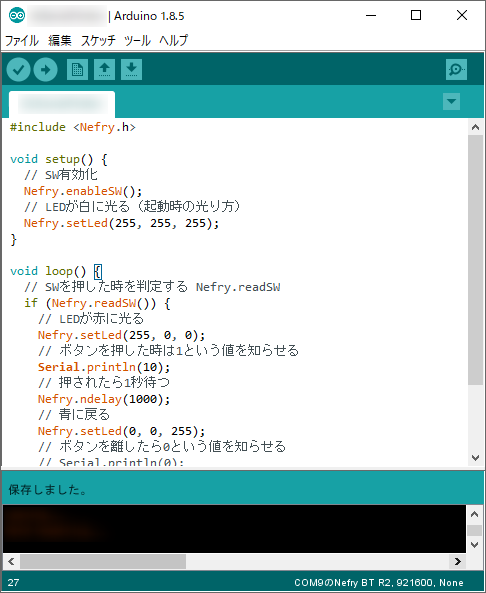 | Arduino 1.8.5
ファイル 編集 スケッチ ツール ヘルプ
#include <Nefry.h>
void setup() {
// SW有効化
Nefry.enableSW();
// LEDが白に光る（起動時の光り方）
Nefry.setLed(255, 255, 255);
}
void loop() {
// SWを押した時を判定する Nefry.readSW
if (Nefry.readSW()) {
// LEDが赤に光る
Nefry.setLed(255, 0, 0);
// ボタンを押した時は1という値を知らせる
Serial.println(10);
// 押されたら1秒待つ
Nefry.ndelay(1000);
// 青に戻る
Nefry.setLed(0, 0, 255);
// ボタンを離したら0という値を知らせる
// Serial.println(0);
保存しました。
27 COM9のNefry BT R2, 921600, None